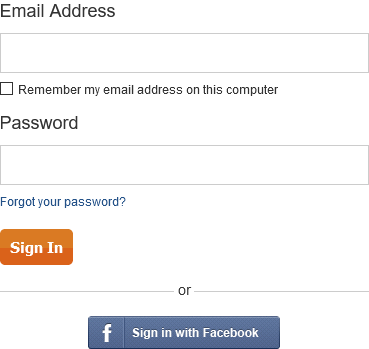 Email Address
Remember my email address on this computer
Password
Forgot your password?
Sign In
or
f Sign in with Facebook